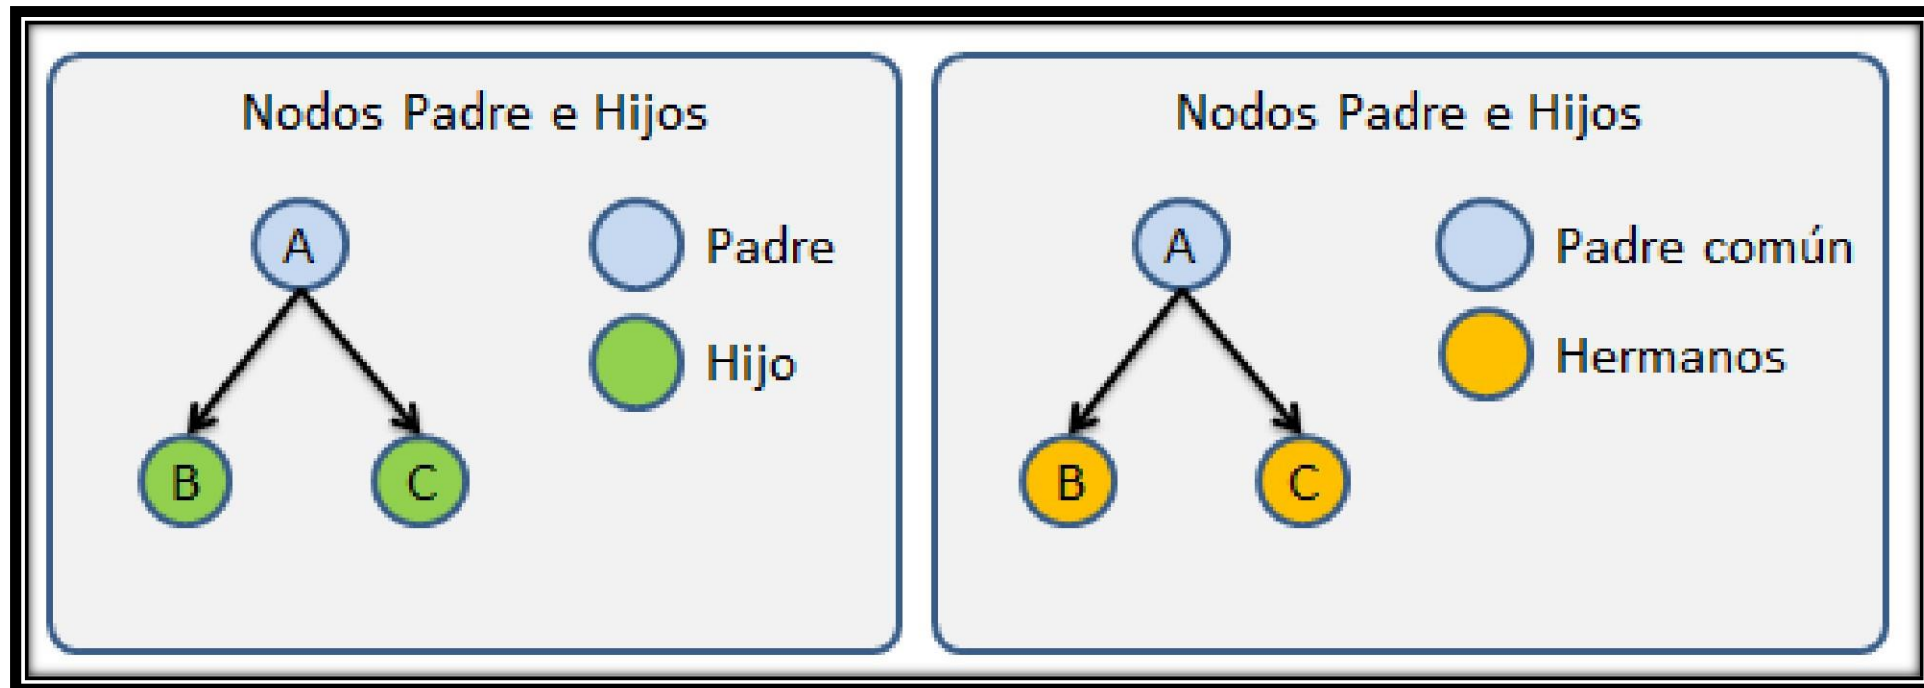 Nodos Padre e Hijos
A
Padre
Hijo
B
C
Nodos Padre e Hijos
A
Padre común
Hermanos
B
C